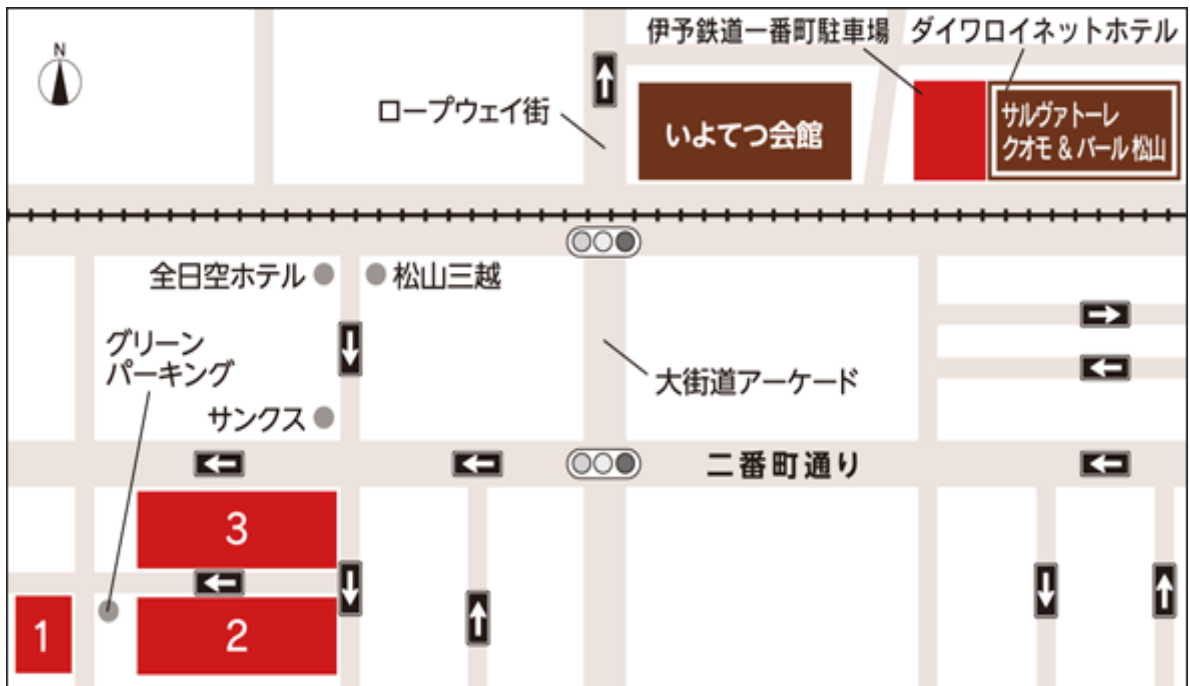 伊予鉄道一番町駐車場
ダイワロイネットホテル
N
ロープウェイ街
いよてつ会館
サルヴァトーレ
クオモ & バール 松山
全日空ホテル
松山三越
グリーン
パーキング
大街道アーケード
サンクス
二番町通り
3
1
2